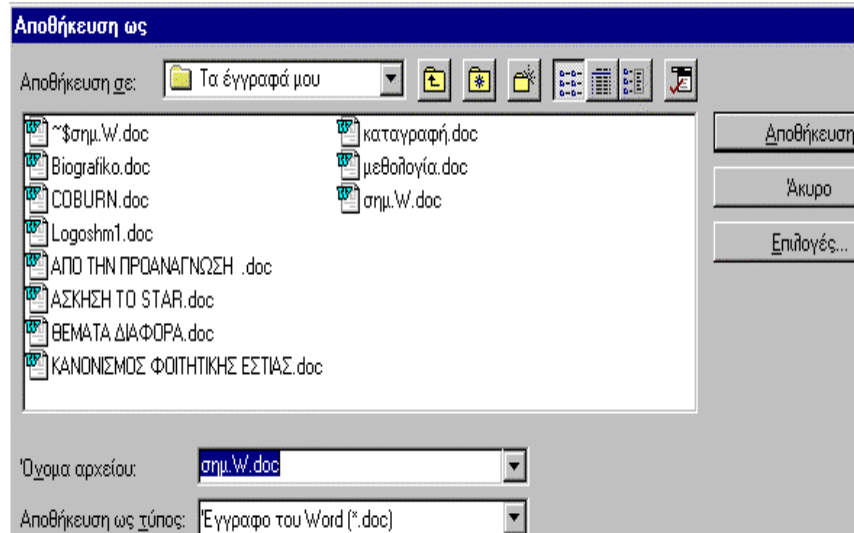 Αποθήκευση ως
Αποθήκευση σε: Τα έγγραφά μου
~$σημ.W.doc
Biografiko.doc
COBURN.doc
Logoshm1.doc
ΑΠΟ ΤΗΝ ΠΡΟΑΝΑΓΝΩΣΗ .doc
ΑΣΚΗΣΗ ΤΟ STAR.doc
ΘΕΜΑΤΑ ΔΙΑΦΟΡΑ.doc
ΚΑΝΟΝΙΣΜΟΣ ΦΟΙΤΗΤΙΚΗΣ ΕΣΤΙΑΣ.doc
καταγραφή.doc
μεθολογία.doc
σημ.W.doc
Αποθήκευση
Άκυρο
Επιλογές...
Όνομα αρχείου: σημ.W.doc
Αποθήκευση ως τύπος: Έγγραφο του Word (*.doc)